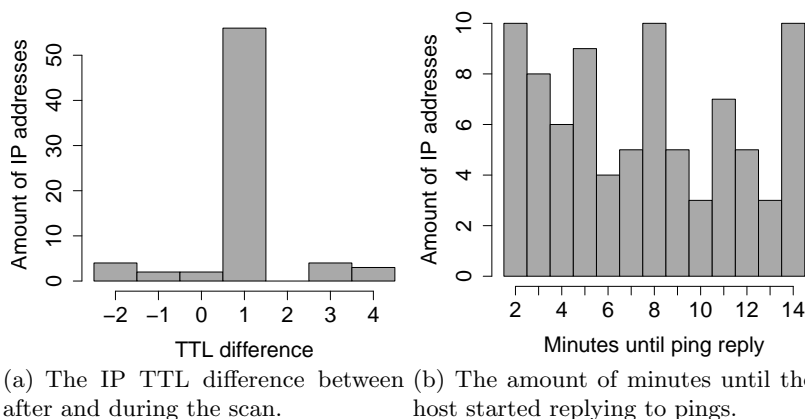 Amount of IP addresses
50
40
30
20
10
0
−2 −1 0 1 2 3 4
TTL difference
(a) The IP TTL difference between
after and during the scan.
Amount of IP addresses
10
8
6
4
2
0
2 4 6 8 10 12 14
Minutes until ping reply
(b) The amount of minutes until the
host started replying to pings.